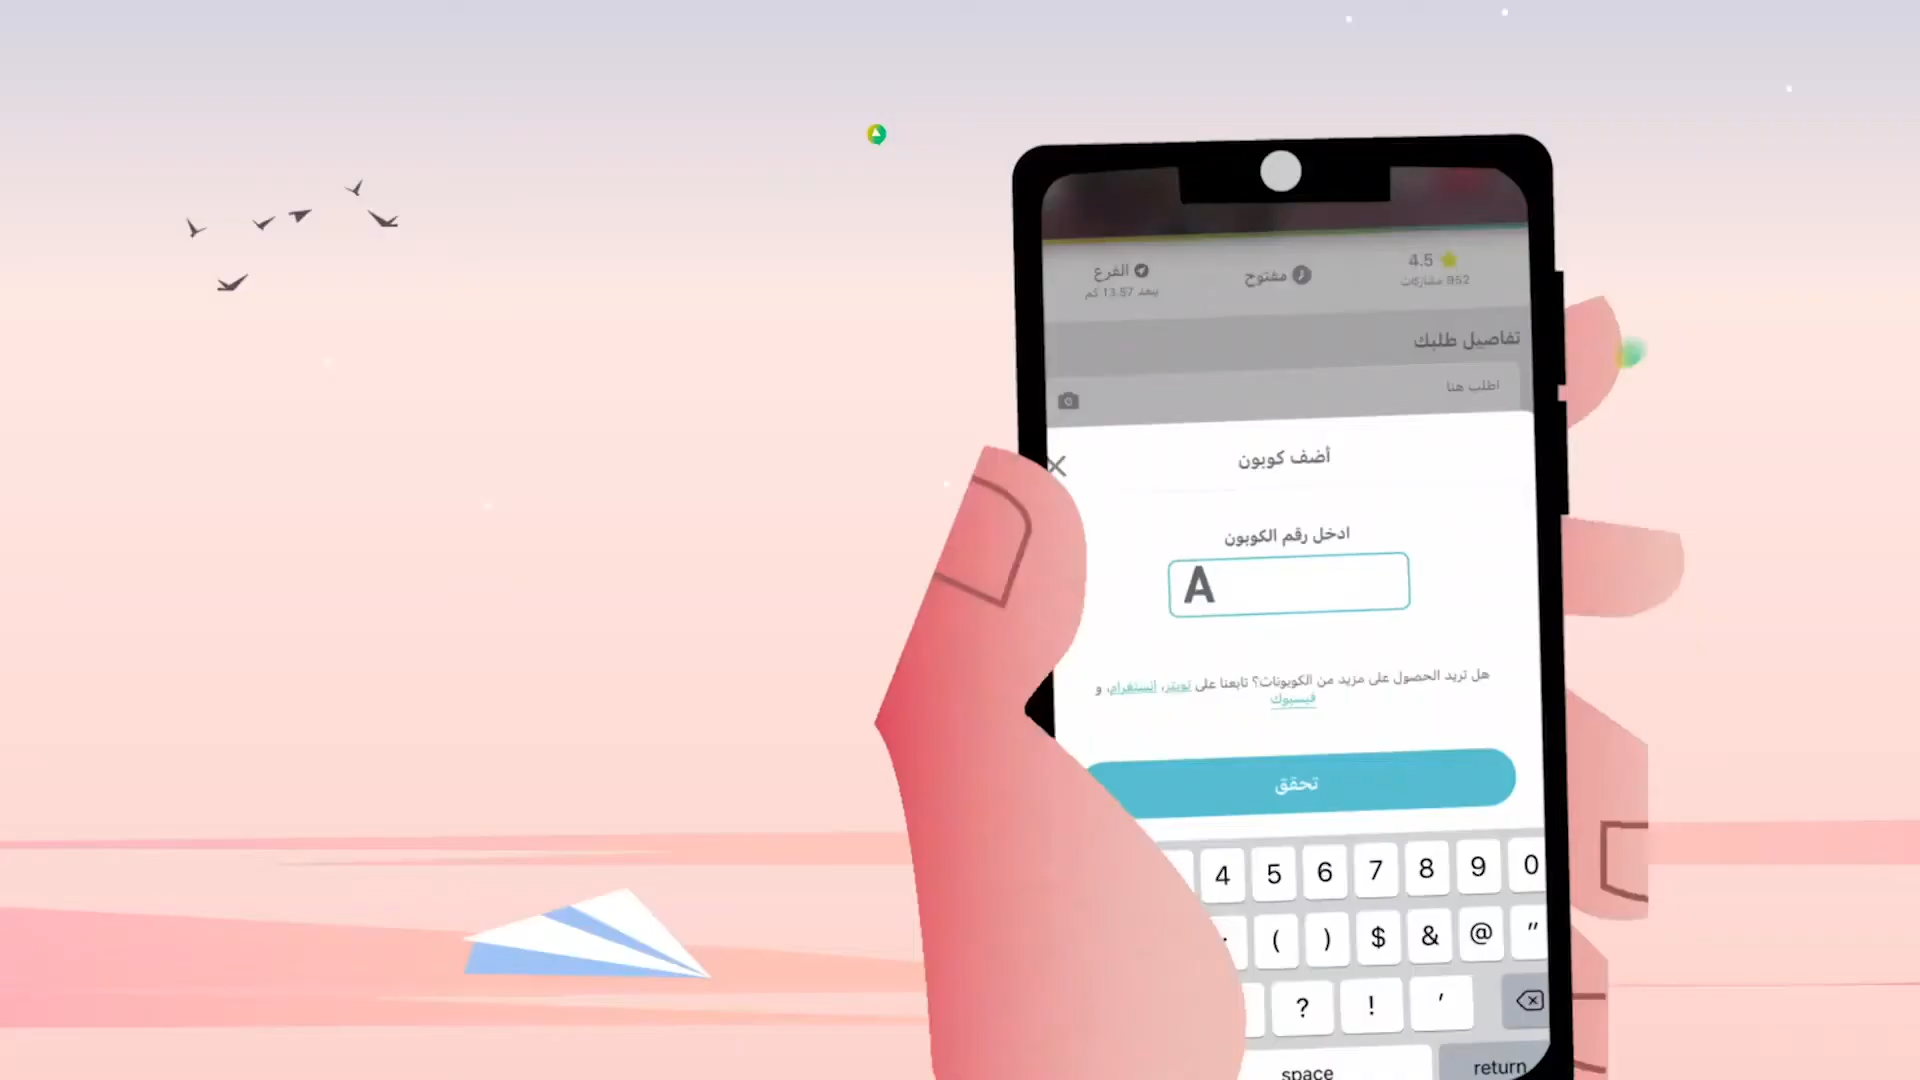 4.5
952 مشاركات
مفتوح
الفرع
يبعد 13.57 كم
تفاصيل طلبك
اطلب هنا
أضف كوبون
ادخل رقم الكوبون
A
هل تريد الحصول على مزيد من الكوبونات؟ تابعنا على تويتر، انستغرام، و
فيسبوك
تحقق
4 5 6 7 8 9 0
( ) $ & @ "
? ! '
space return